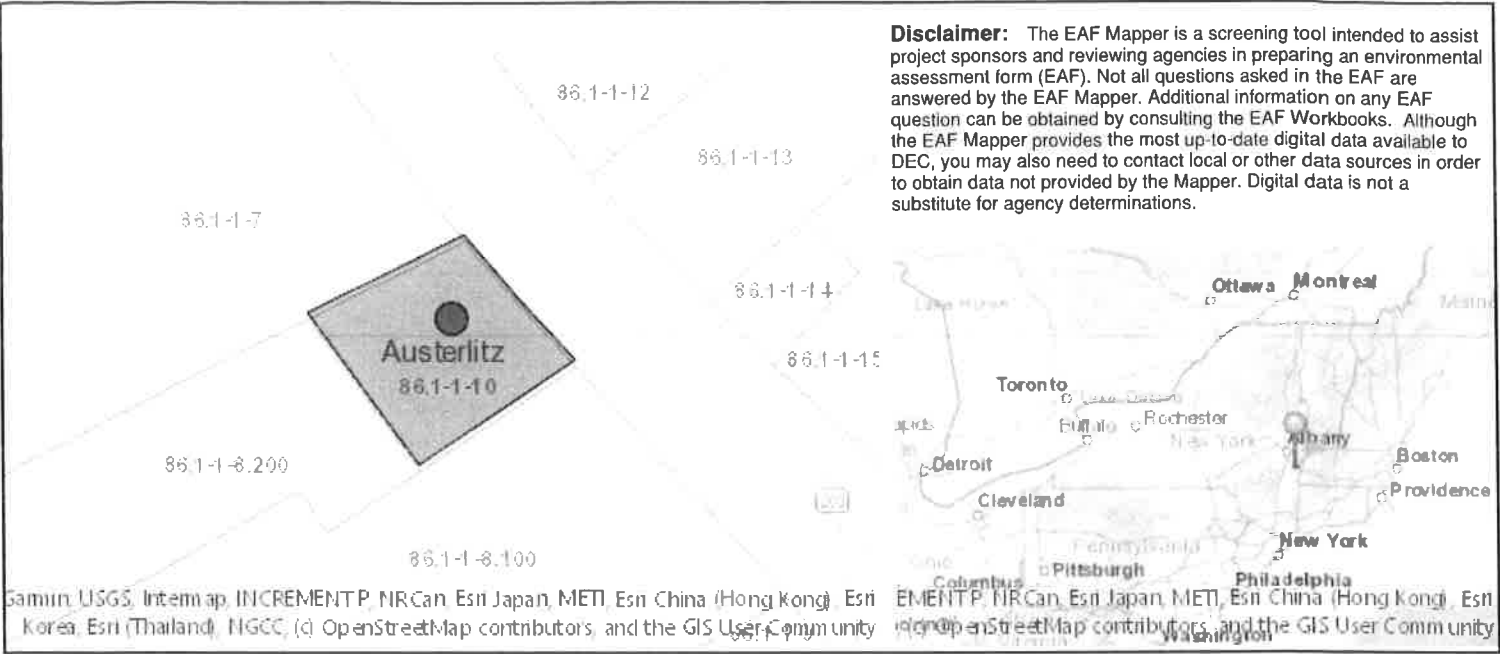 Disclaimer: The EAF Mapper is a screening tool intended to assist
project sponsors and reviewing agencies in preparing an environmental
assessment form (EAF). Not all questions asked in the EAF are
answered by the EAF Mapper. Additional information on any EAF
question can be obtained by consulting the EAF Workbooks. Although
the EAF Mapper provides the most up-to-date digital data available to
DEC, you may also need to contact local or other data sources in order
to obtain data not provided by the Mapper. Digital data is not a
substitute for agency determinations.
86.1-1-12
86.1-1-13
86.1-1-7
86.1-1-14
86.1-1-15
Austerlitz
86.1-1-10
86.1-1-8.200
86.1-1-8.100
Garmin, USGS, Intermap, INCREMENT P, NRCan, Esri Japan, METI, Esri China (Hong Kong), Esri
Korea, Esri (Thailand), NGCC, (c) OpenStreetMap contributors, and the GIS User Community
Ottawa
Montreal
Lake Huron
Maine
Toronto
Buffalo
Rochester
New York
Albany
Detroit
Boston
Cleveland
Providence
Pennsylvania
New York
Ohio
Pittsburgh
Columbus
Philadelphia
EMENT P, NRCan, Esri Japan, METI, Esri China (Hong Kong), Esri
OpenStreetMap contributors, and the GIS User Community
Washington